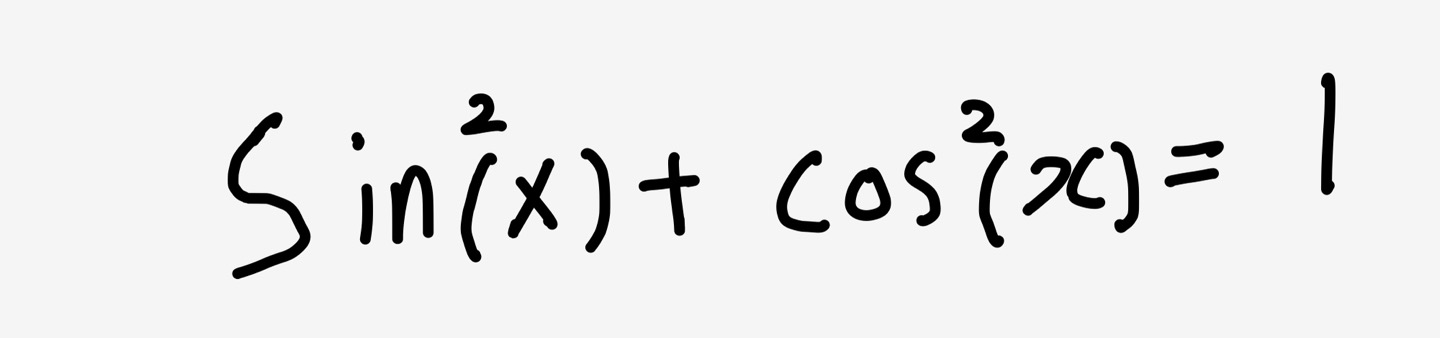 Sin²(x) + cos²(x) = 1